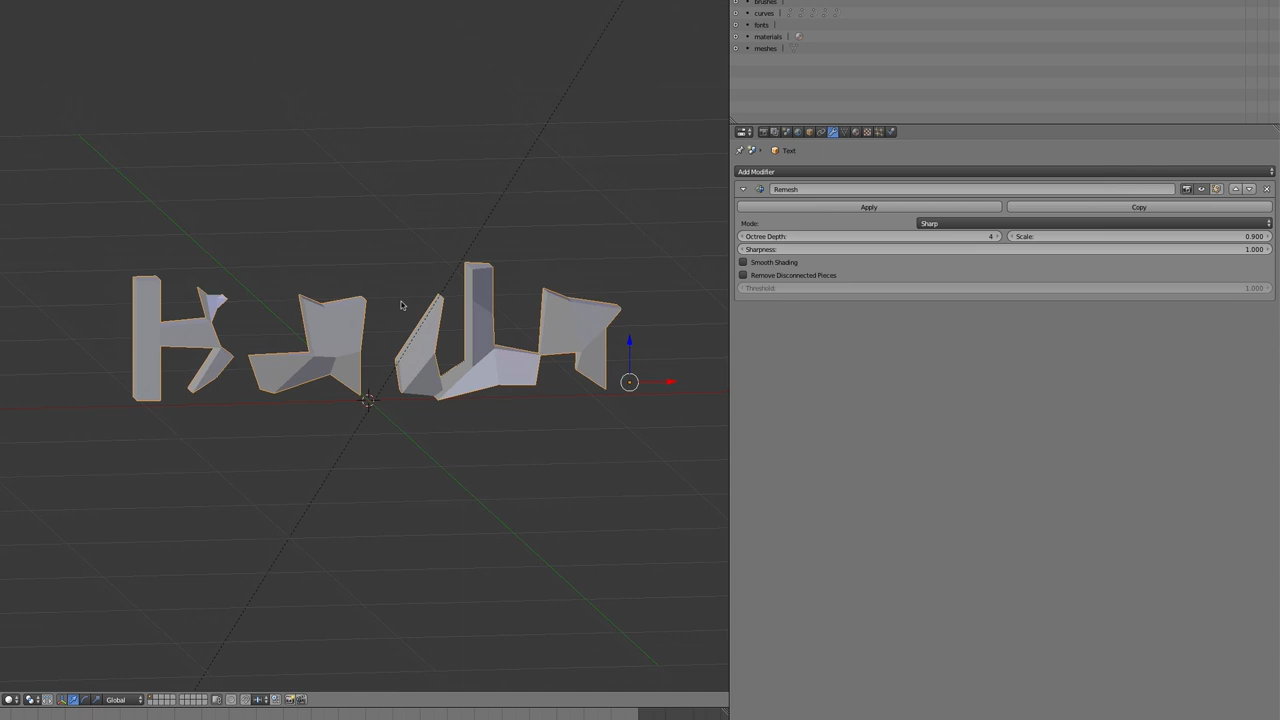 brushes
curves
fonts
materials
meshes
Text
Add Modifier
Remesh
Apply Copy
Mode: Sharp
Octree Depth: 4 Scale: 0.900
Sharpness: 1.000
Smooth Shading
Remove Disconnected Pieces
Threshold: 1.000
Global